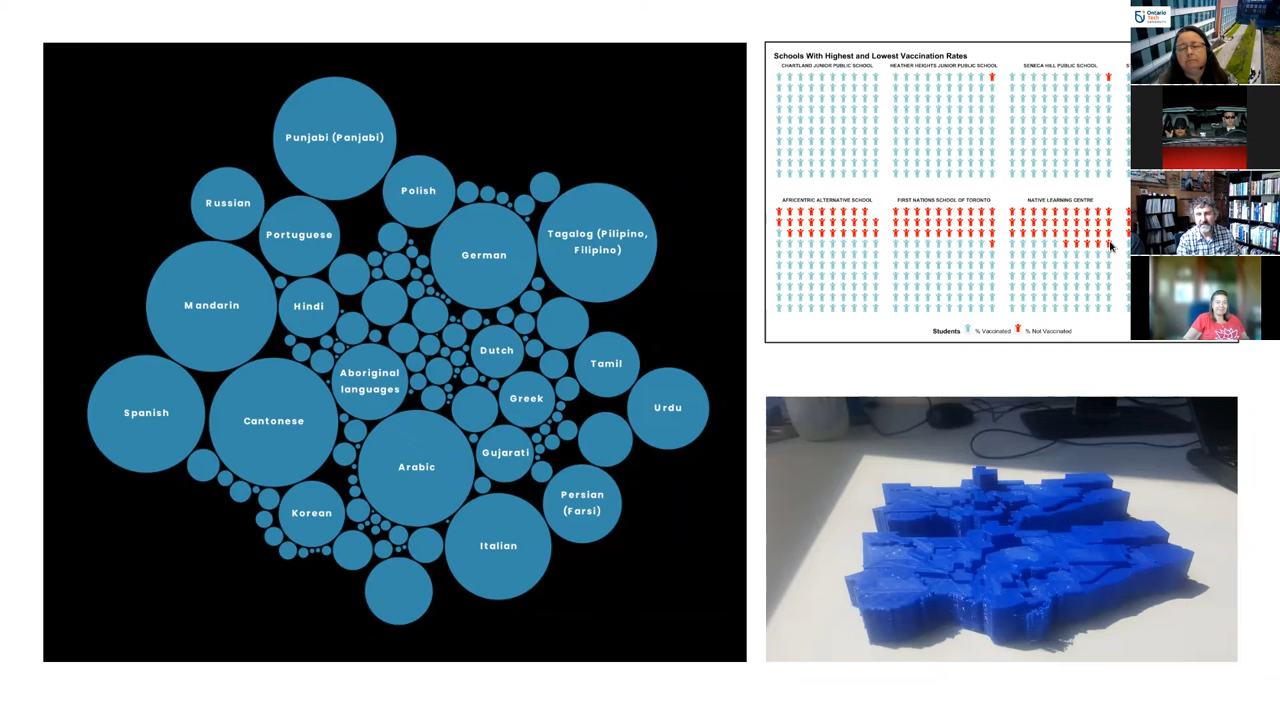 Punjabi (Panjabi)
Polish
Russian
Portuguese
German
Tagalog (Pilipino,
Filipino)
Mandarin
Hindi
Dutch
Tamil
Aboriginal
languages
Greek
Urdu
Spanish
Cantonese
Gujarati
Arabic
Persian
(Farsi)
Korean
Italian
Schools With Highest and Lowest Vaccination Rates
CHARTLAND JUNIOR PUBLIC SCHOOL
HEATHER HEIGHTS JUNIOR PUBLIC SCHOOL
SENECA HILL PUBLIC SCHOOL
AFRICENTRIC ALTERNATIVE SCHOOL
FIRST NATIONS SCHOOL OF TORONTO
NATIVE LEARNING CENTRE
Students % Vaccinated % Not Vaccinated
Ontario
Tech